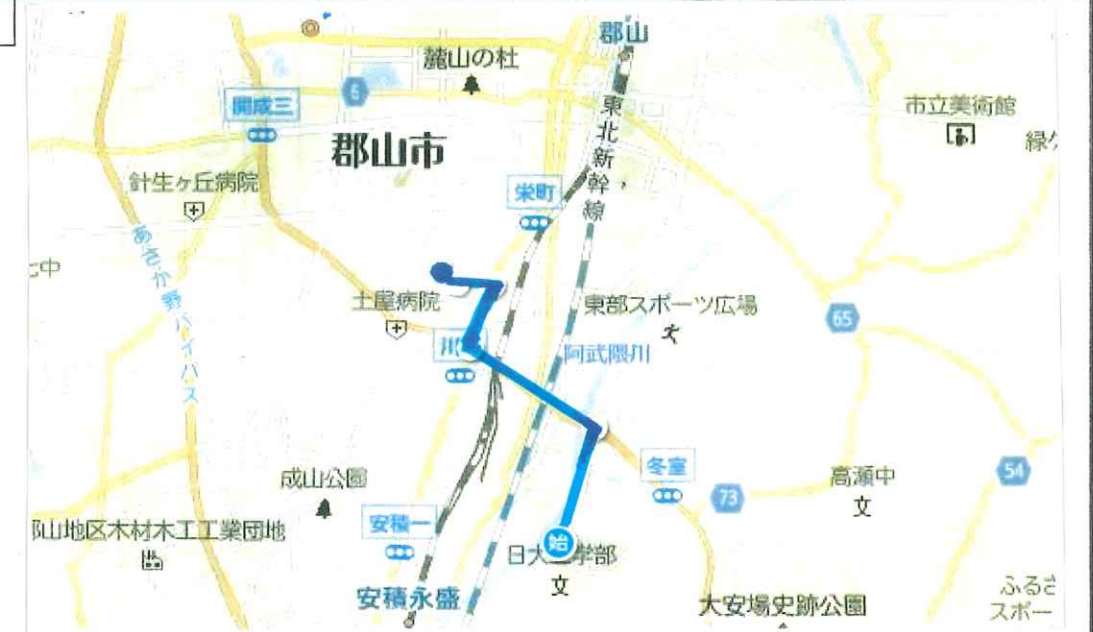 郡山
麓山の杜
6
開成三
東北新幹線
市立美術館
緑
郡山市
針生ヶ丘病院
栄町
あさか野バイパス
七中
土屋病院
東部スポーツ広場
65
川
阿武隈川
冬室
高瀬中
文
54
73
成山公園
安積一
山地区木材木工工業団地
始
日大 学部
文
安積永盛
大安場史跡公園
ふるさ
スポー